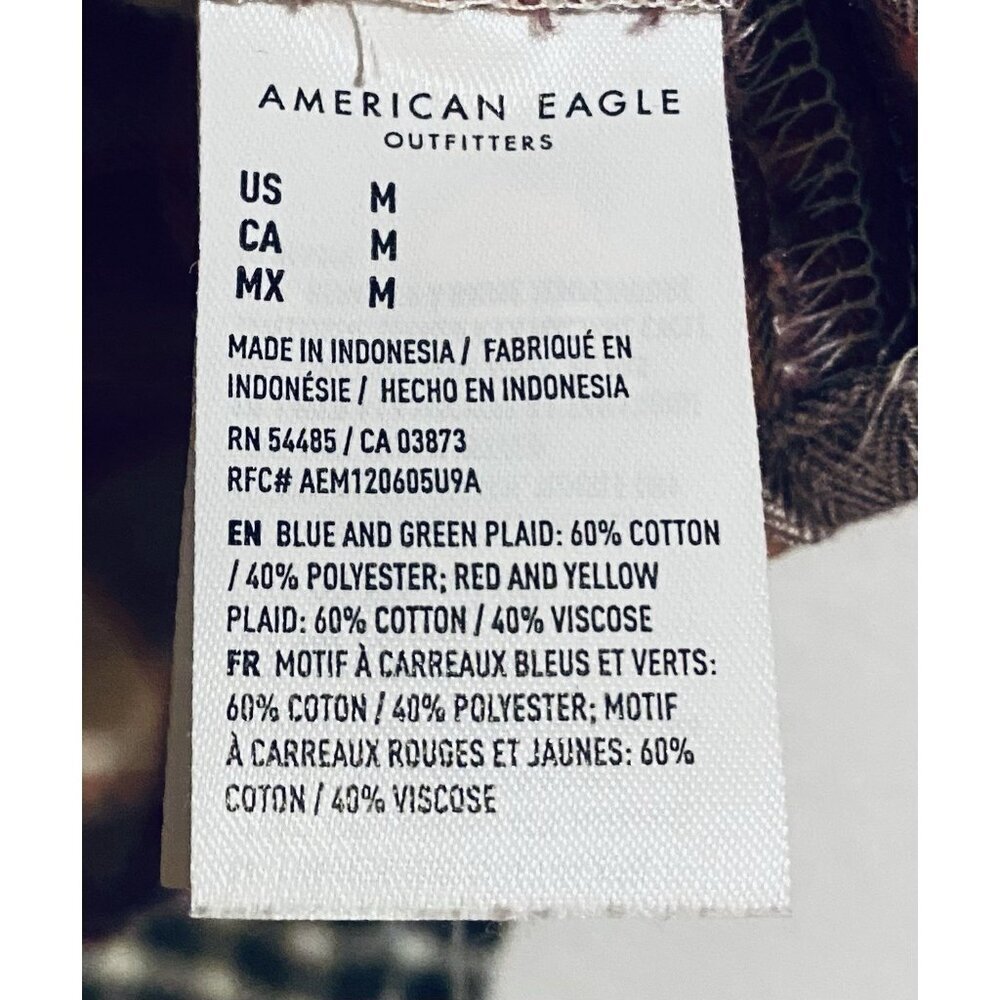 AMERICAN EAGLE
OUTFITTERS
US M
CA M
MX M
MADE IN INDONESIA / FABRIQUÉ EN
INDONÉSIE / HECHO EN INDONESIA
RN 54485 / CA 03873
RFC# AEM120605U9A
EN BLUE AND GREEN PLAID: 60% COTTON
/ 40% POLYESTER; RED AND YELLOW
PLAID: 60% COTTON / 40% VISCOSE
FR MOTIF À CARREAUX BLEUS ET VERTS:
60% COTON / 40% POLYESTER; MOTIF
À CARREAUX ROUGES ET JAUNES: 60%
COTON / 40% VISCOSE